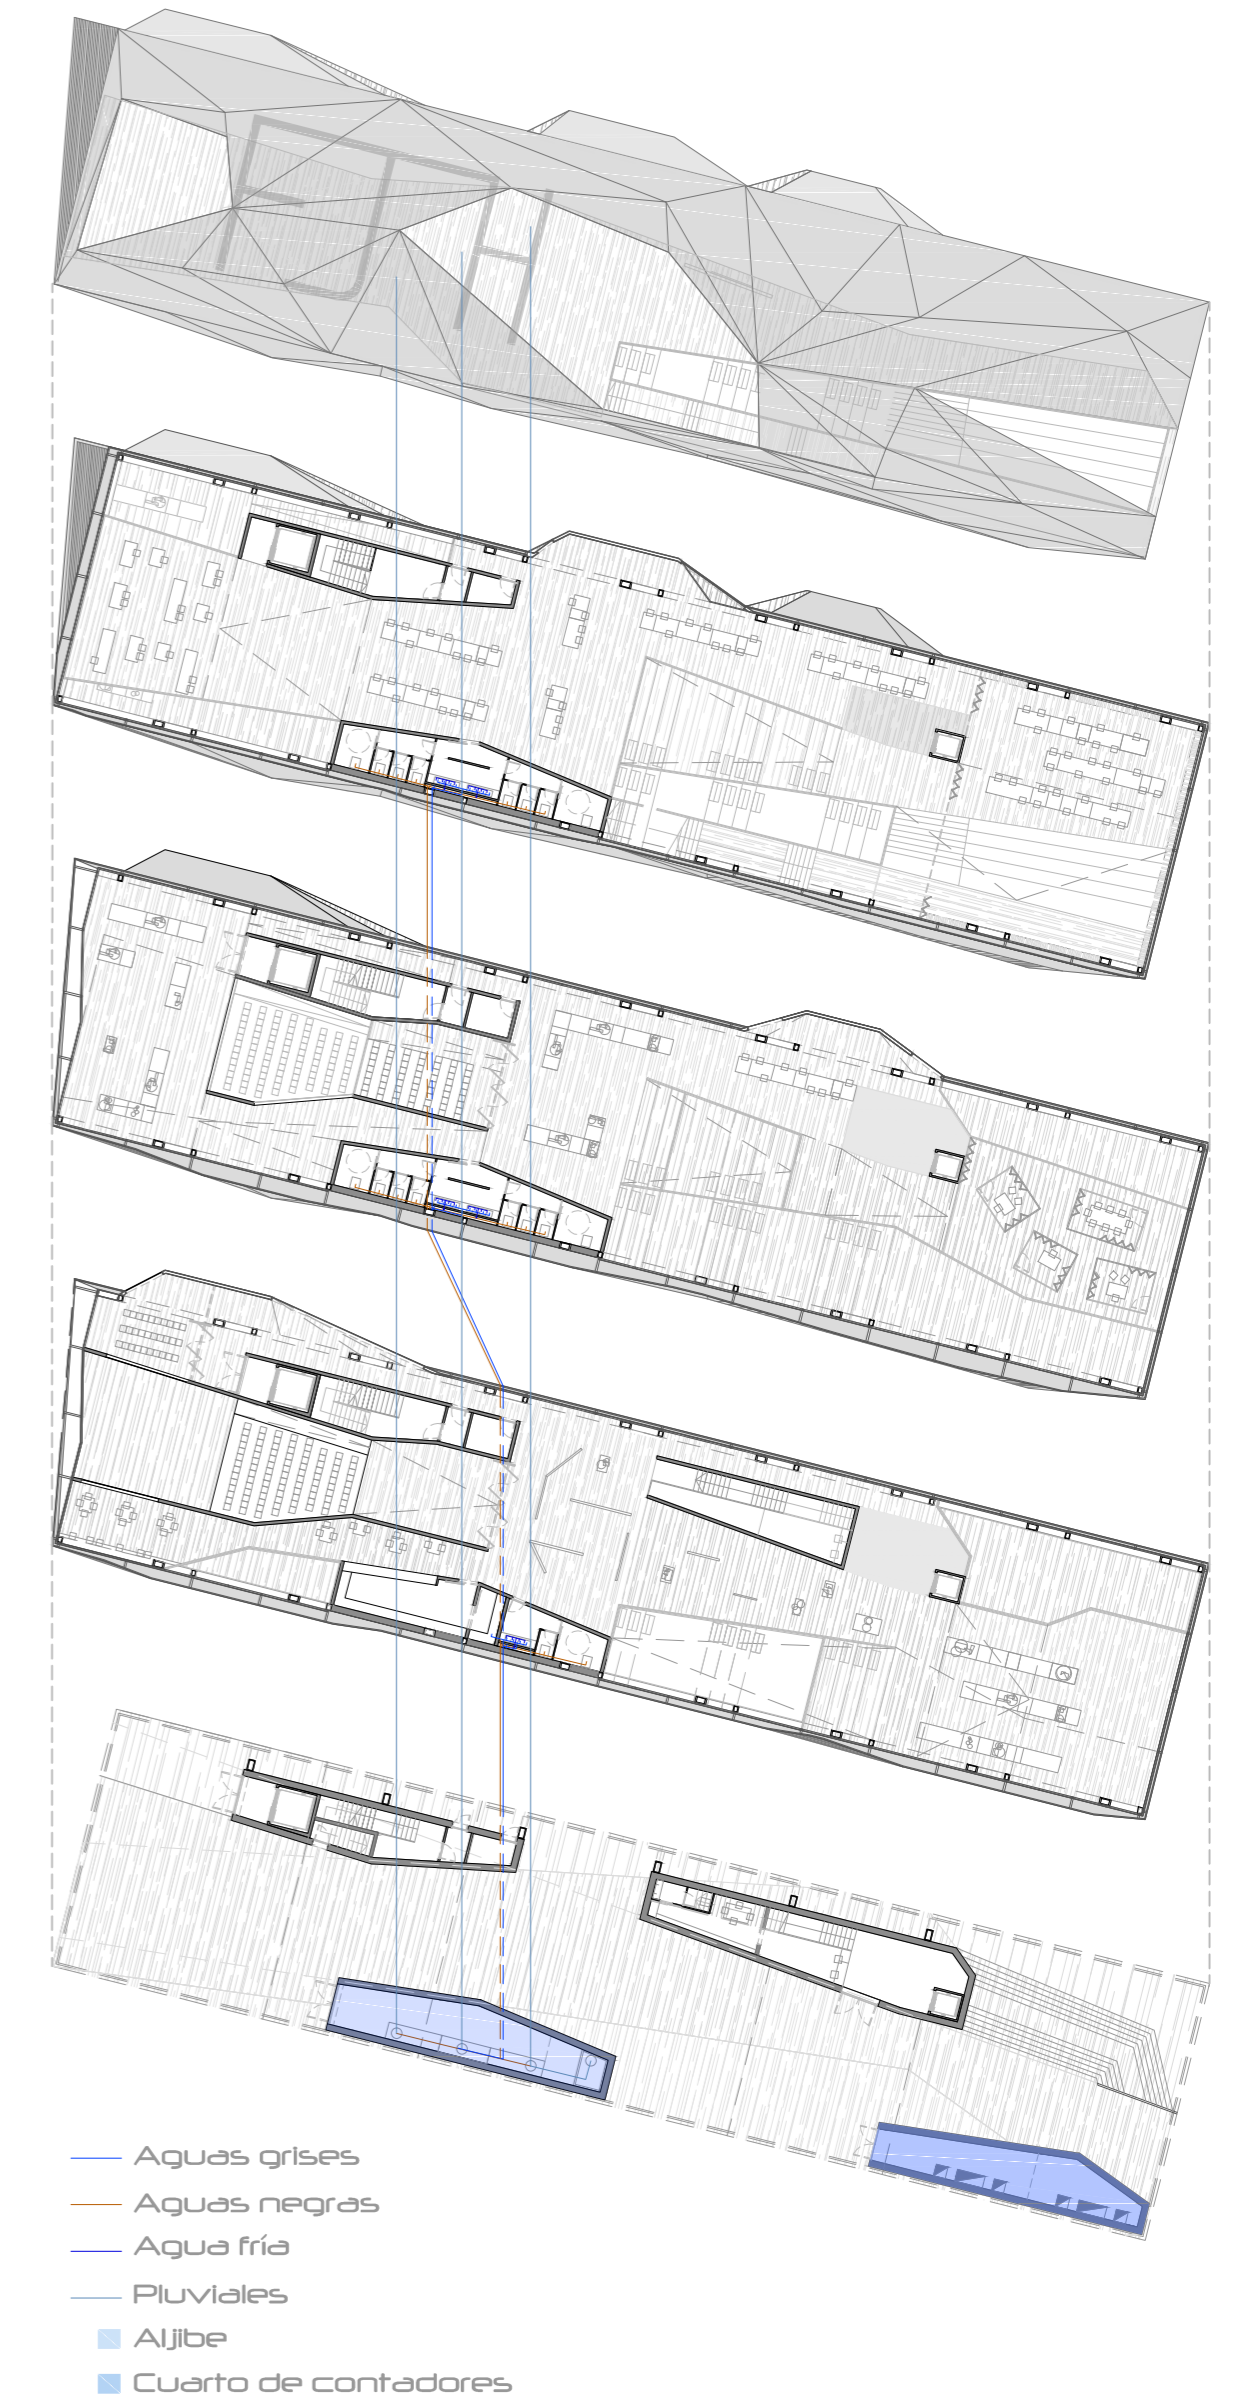 Aguas grises
Aguas negras
Agua fría
Pluviales
Aljibe
Cuarto de contadores